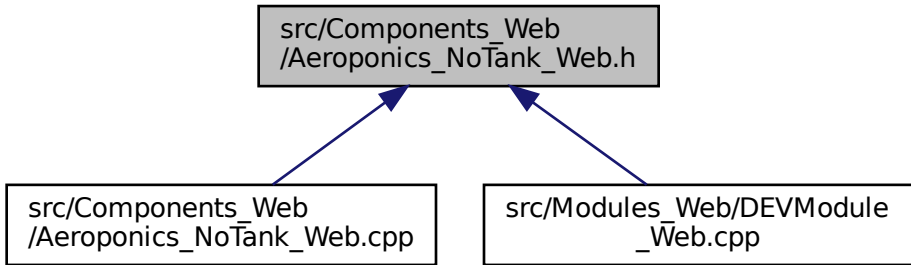 src/Components_Web
/Aeroponics_NoTank_Web.h
src/Components_Web
/Aeroponics_NoTank_Web.cpp
src/Modules_Web/DEVModule
_Web.cpp